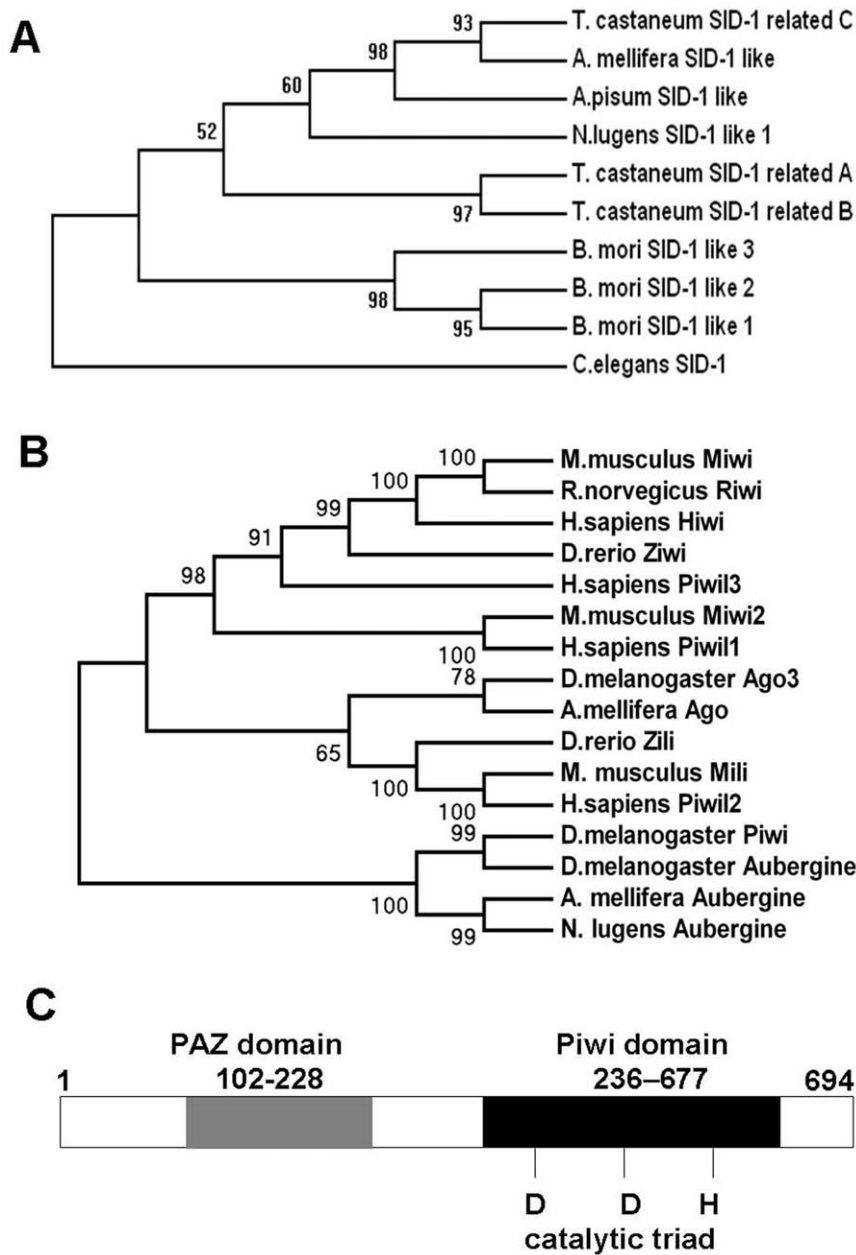 A
93
T. castaneum SID-1 related C
98
A. mellifera SID-1 like
60
A.pisum SID-1 like
52
N.lugens SID-1 like 1
T. castaneum SID-1 related A
97
T. castaneum SID-1 related B
B. mori SID-1 like 3
98
B. mori SID-1 like 2
95
B. mori SID-1 like 1
C.elegans SID-1
B
100
M.musculus Miwi
100
R.norvegicus Riwi
99
H.sapiens Hiwi
91
D.rerio Ziwi
98
H.sapiens Piwil3
M.musculus Miwi2
100
H.sapiens Piwil1
78
D.melanogaster Ago3
A.mellifera Ago
65
D.rerio Zili
100
M. musculus Mili
100
H.sapiens Piwil2
99
D.melanogaster Piwi
D.melanogaster Aubergine
100
A. mellifera Aubergine
99
N. lugens Aubergine
C
PAZ domain Piwi domain
1 102-228 236–677 694
D D H
catalytic triad